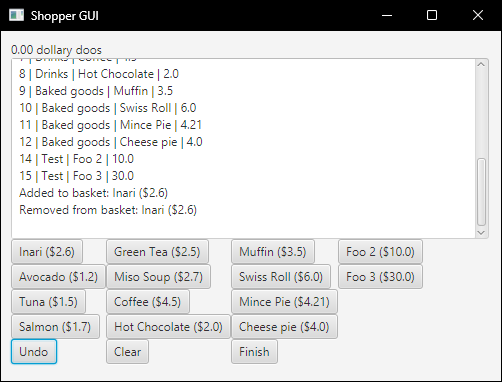 Shopper GUI
0.00 dollary doos
7 | Drinks | Coffee | 4.5
8 | Drinks | Hot Chocolate | 2.0
9 | Baked goods | Muffin | 3.5
10 | Baked goods | Swiss Roll | 6.0
11 | Baked goods | Mince Pie | 4.21
12 | Baked goods | Cheese pie | 4.0
14 | Test | Foo 2 | 10.0
15 | Test | Foo 3 | 30.0
Added to basket: Inari ($2.6)
Removed from basket: Inari ($2.6)
Inari ($2.6) Green Tea ($2.5) Muffin ($3.5) Foo 2 ($10.0)
Avocado ($1.2) Miso Soup ($2.7) Swiss Roll ($6.0) Foo 3 ($30.0)
Tuna ($1.5) Coffee ($4.5) Mince Pie ($4.21)
Salmon ($1.7) Hot Chocolate ($2.0) Cheese pie ($4.0)
Undo Clear Finish